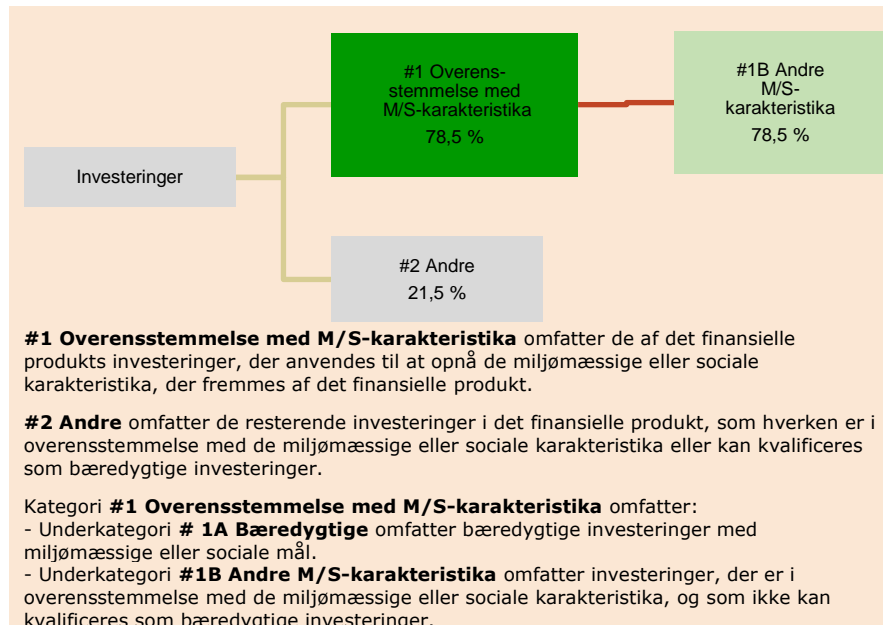 #1 Overens-
stemmelse med
M/S-karakteristika
78,5 %
#1B Andre
M/S-
karakteristika
78,5 %
Investeringer
#2 Andre
21,5 %
#1 Overensstemmelse med M/S-karakteristika omfatter de af det finansielle
produkts investeringer, der anvendes til at opnå de miljømæssige eller sociale
karakteristika, der fremmes af det finansielle produkt.
#2 Andre omfatter de resterende investeringer i det finansielle produkt, som hverken er i
overensstemmelse med de miljømæssige eller sociale karakteristika eller kan kvalificeres
som bæredygtige investeringer.
Kategori #1 Overensstemmelse med M/S-karakteristika omfatter:
- Underkategori # 1A Bæredygtige omfatter bæredygtige investeringer med
miljømæssige eller sociale mål.
- Underkategori #1B Andre M/S-karakteristika omfatter investeringer, der er i
overensstemmelse med de miljømæssige eller sociale karakteristika, og som ikke kan
kvalificeres som bæredygtige investeringer.